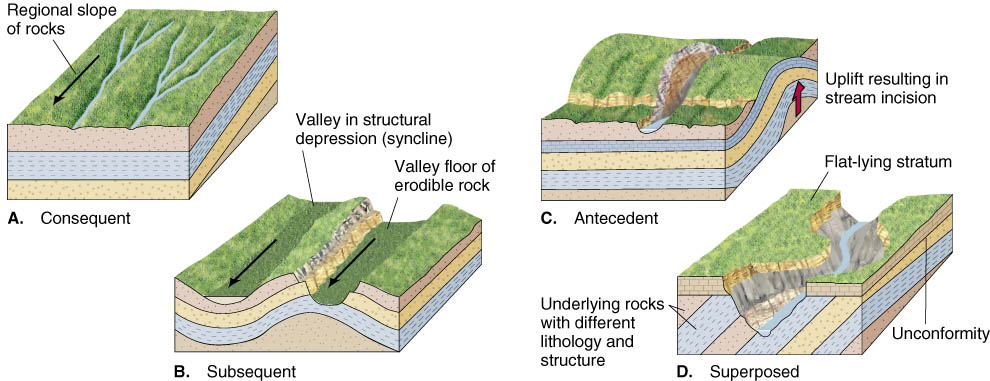 Regional slope
of rocks
A. Consequent
Valley in structural
depression (syncline)
Valley floor of
erodible rock
B. Subsequent
Uplift resulting in
stream incision
C. Antecedent
Flat-lying stratum
Underlying rocks
with different
lithology and
structure
Unconformity
D. Superposed